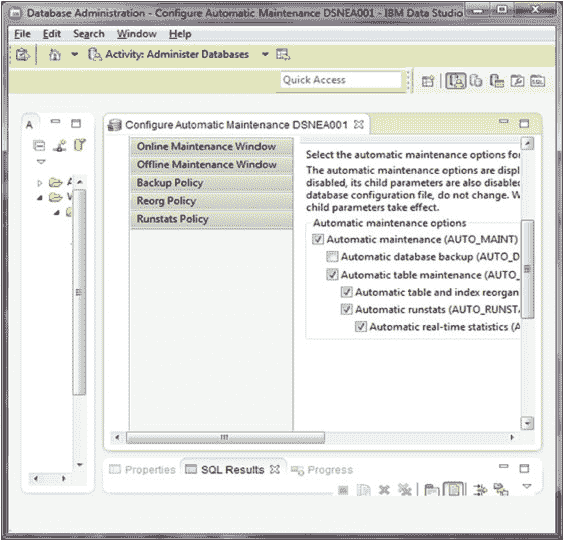 Database Administration - Configure Automatic Maintenance DSNEA001 - IBM Data Studio
File Edit Search Window Help
Activity: Administer Databases
Quick Access
A
Configure Automatic Maintenance DSNEA001
Online Maintenance Window
Offline Maintenance Window
Backup Policy
Reorg Policy
Runstats Policy
Select the automatic maintenance options fo
The automatic maintenance options are displ
disabled, its child parameters are also disable
database configuration file, do not change. W
child parameters take effect.
Automatic maintenance options
Automatic maintenance (AUTO_MAINT)
Automatic database backup (AUTO_D
Automatic table maintenance (AUTO_
Automatic table and index reorgan
Automatic runstats (AUTO_RUNSTA
Automatic real-time statistics (A
Properties SQL Results Progress